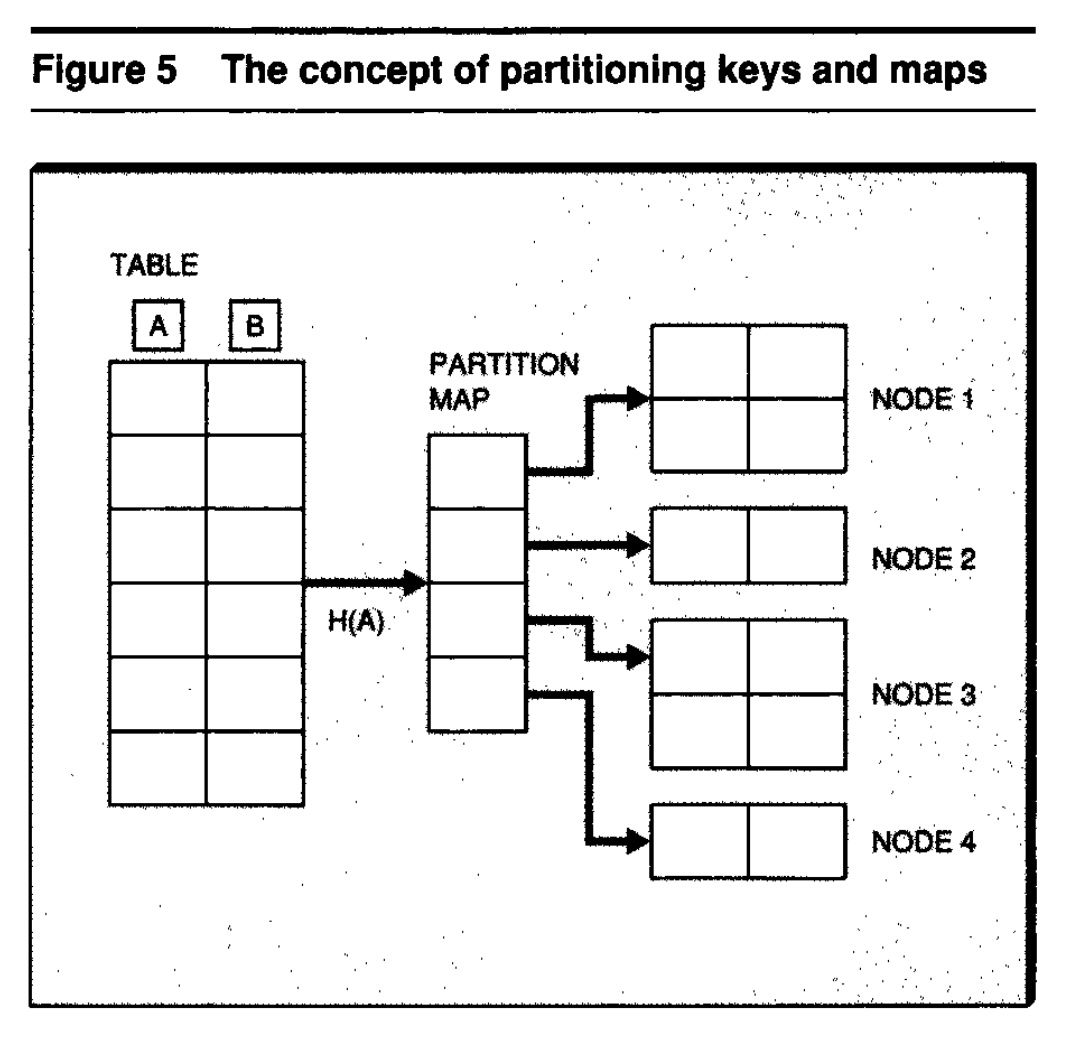 Figure 5 The concept of partitioning keys and maps
TABLE
A B
PARTITION
MAP
H(A)
NODE 1
NODE 2
NODE 3
NODE 4